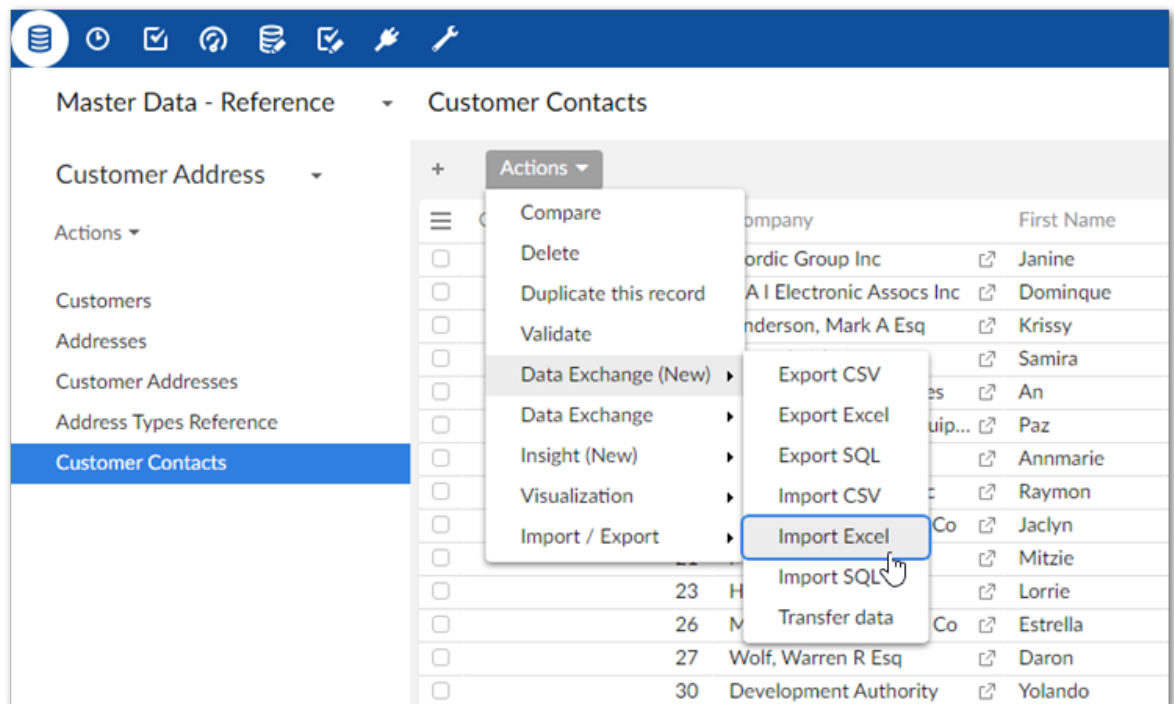 Master Data - Reference
Customer Contacts
Customer Address
Actions
Customers
Addresses
Customer Addresses
Address Types Reference
Customer Contacts
+ Actions
Compare
Delete
Duplicate this record
Validate
Data Exchange (New)
Data Exchange
Insight (New)
Visualization
Import / Export
Export CSV
Export Excel
Export SQL
Import CSV
Import Excel
Import SQL
Transfer data
ompany First Name
ordic Group Inc Janine
A I Electronic Assocs Inc Dominque
nderson, Mark A Esq Krissy
Samira
es An
uip... Paz
Annmarie
Raymon
Co Jaclyn
Mitzie
23 H Lorrie
26 M Co Estrella
27 Wolf, Warren R Esq Daron
30 Development Authority Yolando